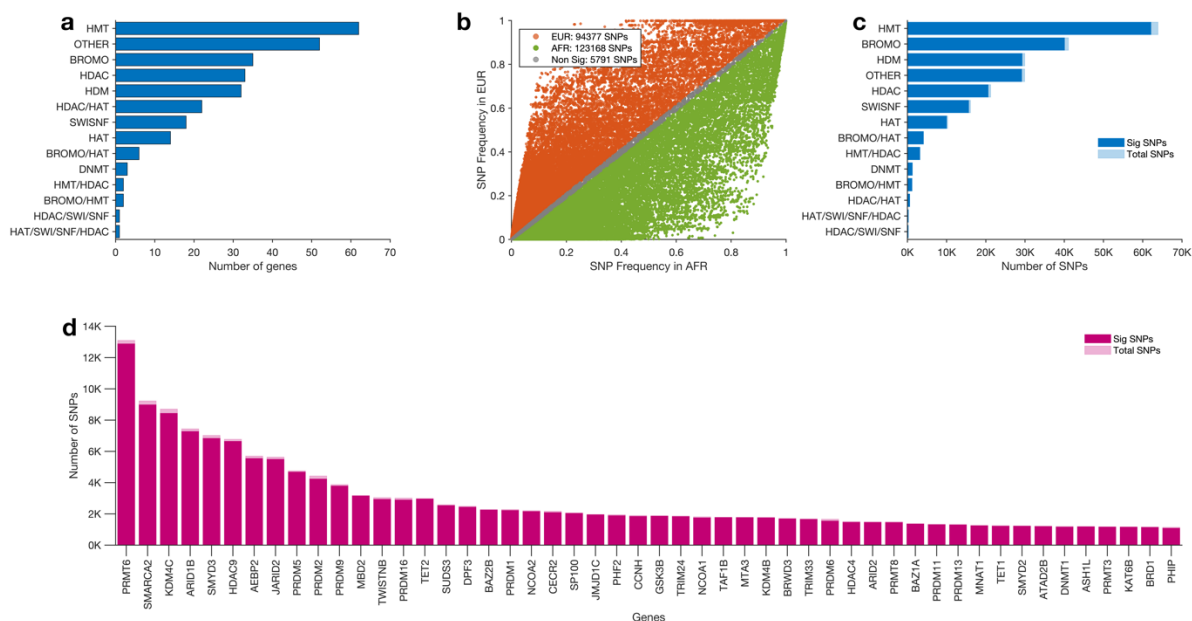 a
HMT
OTHER
BROMO
HDAC
HDM
HDAC/HAT
SWISNF
HAT
BROMO/HAT
DNMT
HMT/HDAC
BROMO/HMT
HDAC/SWI/SNF
HAT/SWI/SNF/HDAC
0 10 20 30 40 50 60 70
Number of genes
b
SNP Frequency in EUR
1
0.8
0.6
0.4
0.2
0
EUR: 94377 SNPs
AFR: 123168 SNPs
Non Sig: 5791 SNPs
0 0.2 0.4 0.6 0.8 1
SNP Frequency in AFR
c
HMT
BROMO
HDM
OTHER
HDAC
SWISNF
HAT
BROMO/HAT
HMT/HDAC
DNMT
BROMO/HMT
HDAC/HAT
HAT/SWI/SNF/HDAC
HDAC/SWI/SNF
Sig SNPs
Total SNPs
0K 10K 20K 30K 40K 50K 60K 70K
Number of SNPs
d
Number of SNPs
14K
12K
10K
8K
6K
4K
2K
0K
Sig SNPs
Total SNPs
PRMT6
SMARCA2
KDM4C
ARID1B
SMYD3
HDAC9
AEBP2
JARID2
PRDM5
PRDM2
PRDM9
MBD2
TWISTNB
PRDM16
TET2
SUDS3
DPF3
BAZ2B
PRDM1
NCOA2
CECR2
SP100
JMJD1C
PHF2
CCNH
GSK3B
TRIM24
NCOA1
TAF1B
MTA3
KDM4B
BRWD3
TRIM33
PRDM6
HDAC4
ARID2
PRMT8
BAZ1A
PRDM11
PRDM13
MNAT1
TET1
SMYD2
ATAD2B
DNMT1
ASH1L
PRMT3
KAT6B
BRD1
PHIP
Genes